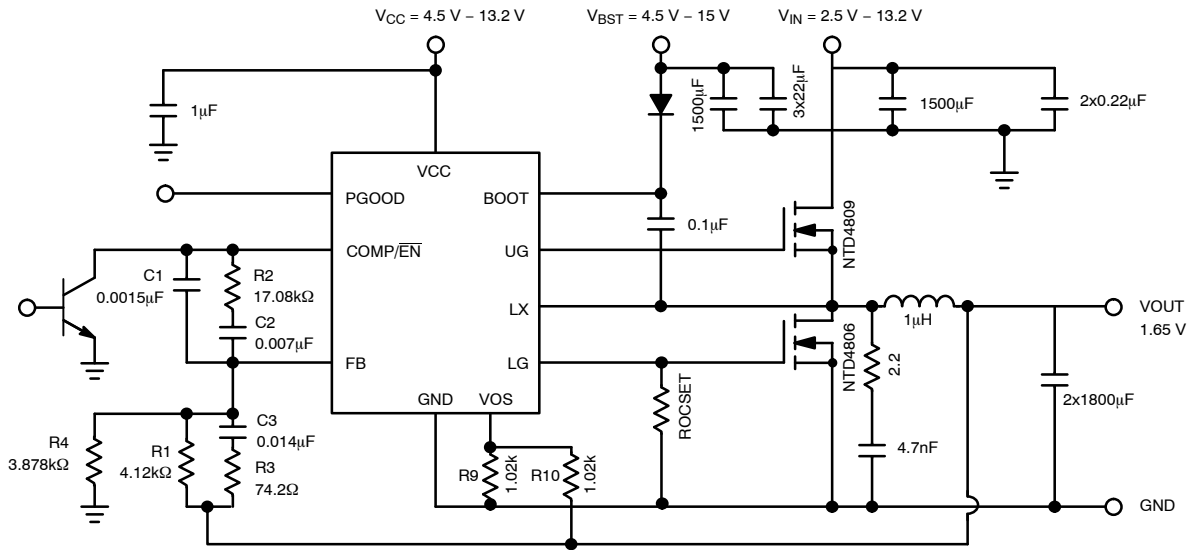 V_CC = 4.5 V − 13.2 V
V_BST = 4.5 V − 15 V
V_IN = 2.5 V − 13.2 V
1μF
1500μF
3x22μF
1500μF
2x0.22μF
VCC
PGOOD
BOOT
0.1μF
NTD4809
COMP/E̅N̅
UG
C1
0.0015μF
R2
17.08kΩ
C2
0.007μF
LX
1μH
VOUT
1.65 V
FB
LG
NTD4806
2.2
GND
VOS
ROCSET
2x1800μF
C3
0.014μF
R4
3.878kΩ
R1
4.12kΩ
R3
74.2Ω
R9
1.02k
R10
1.02k
4.7nF
GND